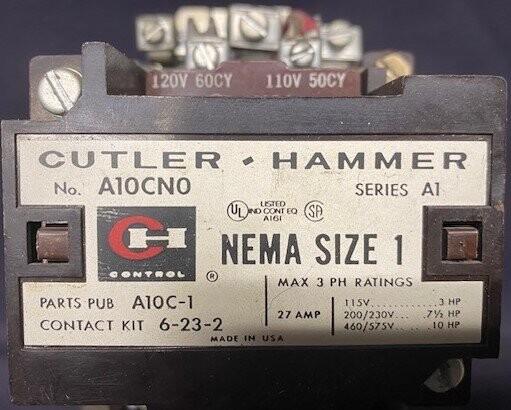 120V 60CY 110V 50CY
CUTLER · HAMMER
No. A10CN0 SERIES A1
UL LISTED IND CONT EQ A161 SA
CH
CONTROL ®
NEMA SIZE 1
MAX 3 PH RATINGS
PARTS PUB A10C-1
CONTACT KIT 6-23-2
27 AMP
115V............3 HP
200/230V....7½ HP
460/575V.....10 HP
MADE IN USA